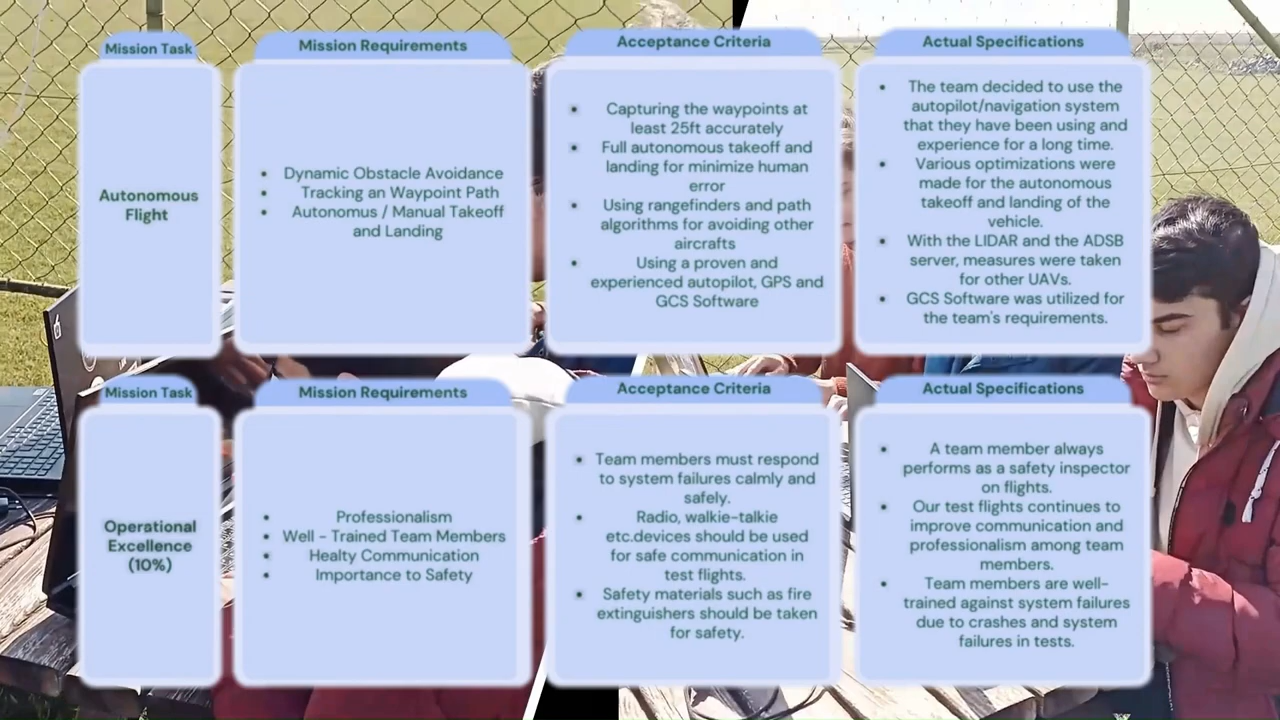 Mission Task
Mission Requirements
Acceptance Criteria
Actual Specifications
Autonomous
Flight
• Dynamic Obstacle Avoidance
• Tracking an Waypoint Path
• Autonomus / Manual Takeoff
and Landing
• Capturing the waypoints at
least 25ft accurately
• Full autonomous takeoff and
landing for minimize human
error
• Using rangefinders and path
algorithms for avoiding other
aircrafts
• Using a proven and
experienced autopilot, GPS and
GCS Software
• The team decided to use the
autopilot/navigation system
that they have been using and
experience for a long time.
• Various optimizations were
made for the autonomous
takeoff and landing of the
vehicle.
• With the LIDAR and the ADSB
server, measures were taken
for other UAVs.
• GCS Software was utilized for
the team's requirements.
Mission Task
Mission Requirements
Acceptance Criteria
Actual Specifications
Operational
Excellence
(10%)
• Professionalism
• Well - Trained Team Members
• Healty Communication
• Importance to Safety
• Team members must respond
to system failures calmly and
safely.
• Radio, walkie-talkie
etc.devices should be used
for safe communication in
test flights.
• Safety materials such as fire
extinguishers should be taken
for safety.
• A team member always
performs as a safety inspector
on flights.
• Our test flights continues to
improve communication and
professionalism among team
members.
• Team members are well-
trained against system failures
due to crashes and system
failures in tests.